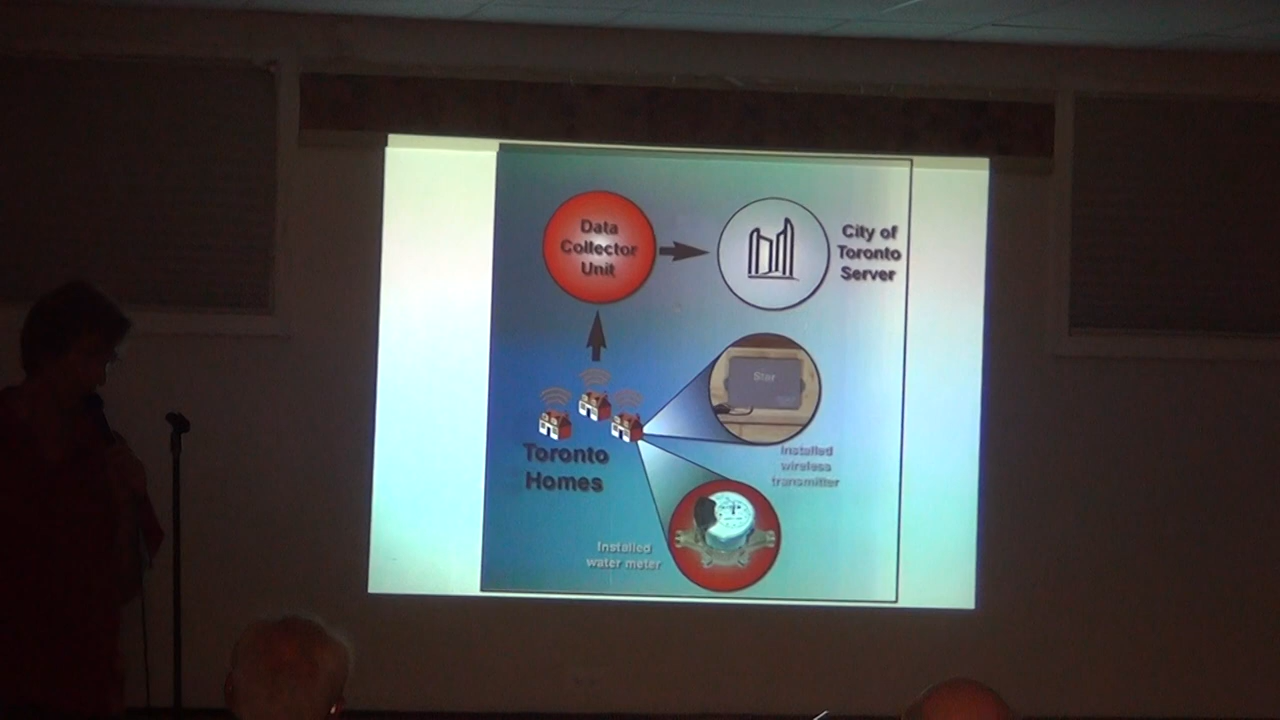 Data
Collector
Unit
City of
Toronto
Server
Star
Toronto
Homes
Installed
wireless
transmitter
Installed
water meter